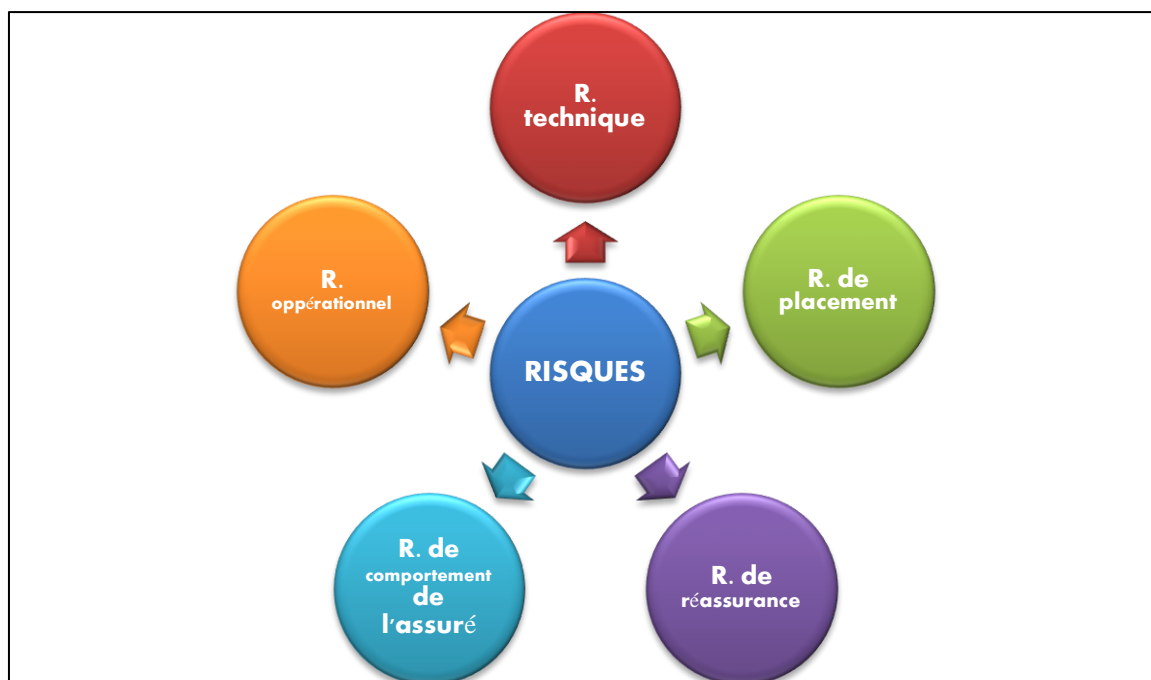 R.
technique
R.
oppérationnel
R. de
placement
RISQUES
R. de
comportement
de
l'assuré
R. de
réassurance